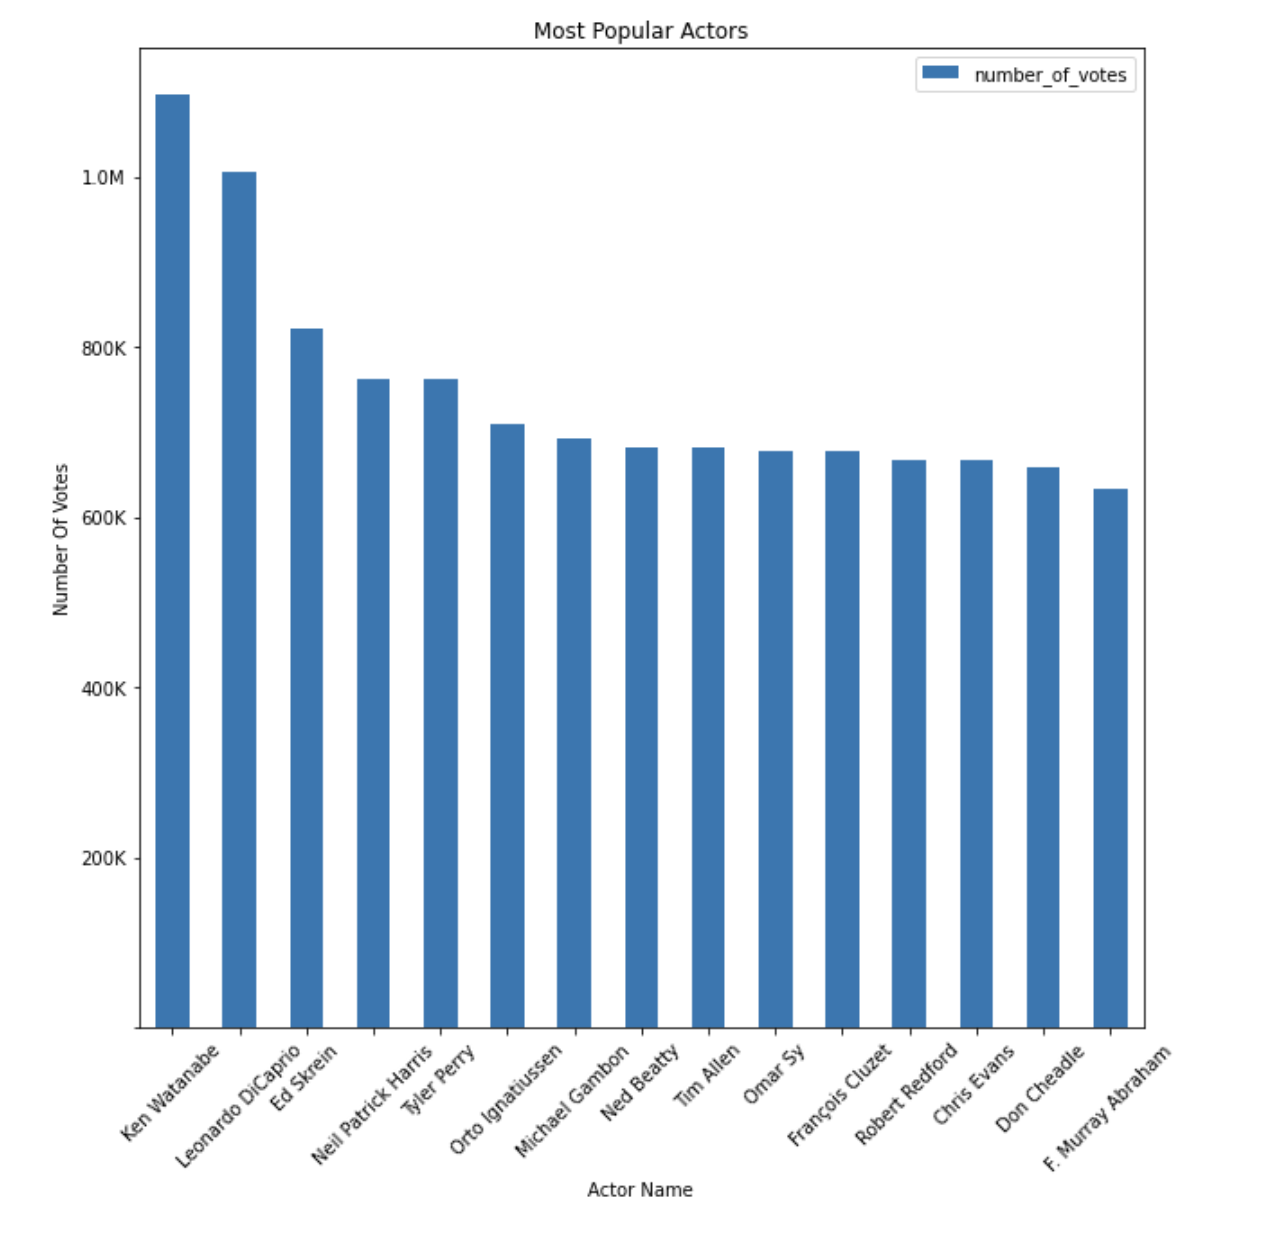 Most Popular Actors
number_of_votes
1.0M
800K
600K
400K
200K
Number Of Votes
Ken Watanabe
Leonardo DiCaprio
Ed Skrein
Neil Patrick Harris
Tyler Perry
Orto Ignatiussen
Michael Gambon
Ned Beatty
Tim Allen
Omar Sy
François Cluzet
Robert Redford
Chris Evans
Don Cheadle
F. Murray Abraham
Actor Name